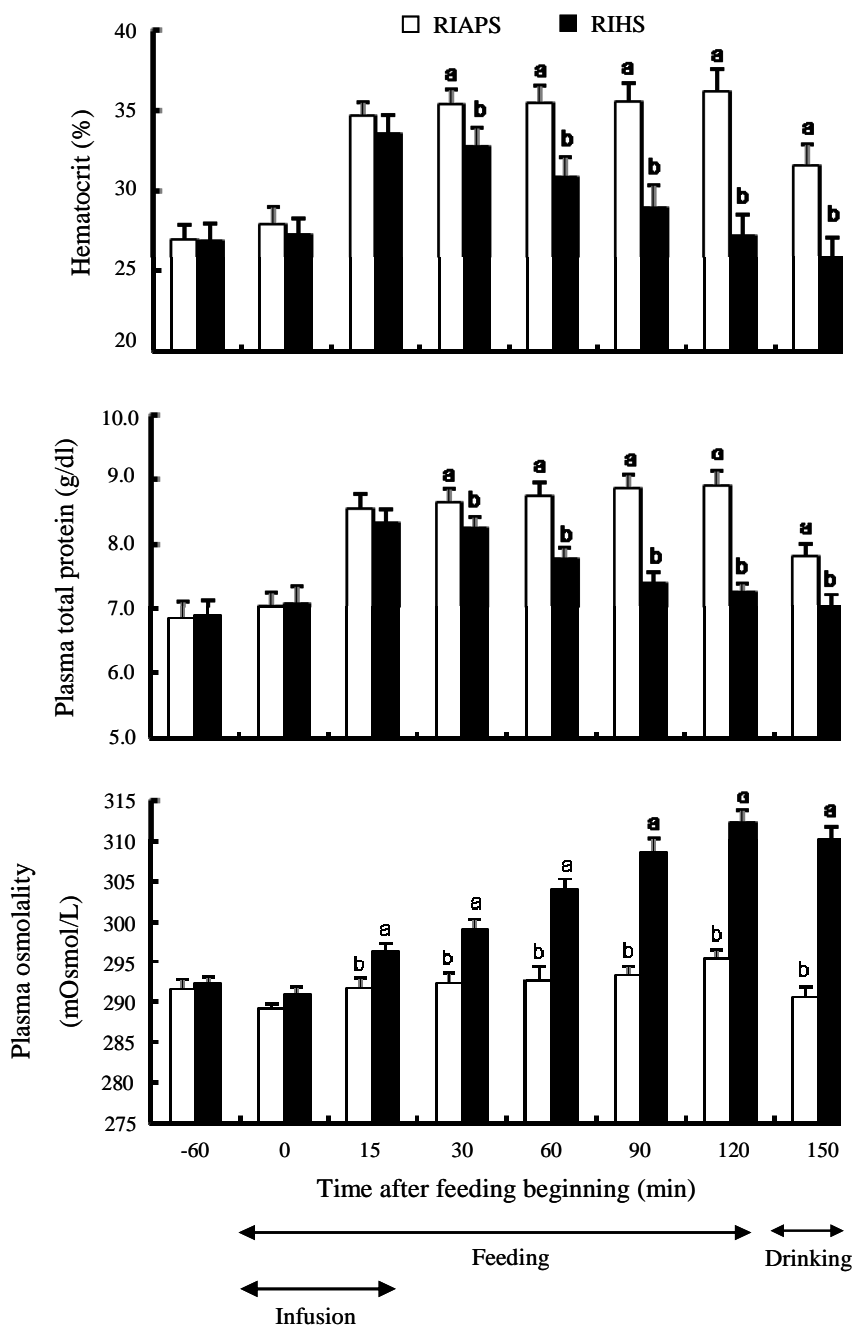 RIAPS RIHS
Hematocrit (%)
40
35
30
25
20
a b a b a b a b a b
Plasma total protein (g/dl)
10.0
9.0
8.0
7.0
6.0
5.0
a b a b a b b a b
Plasma osmolality
(mOsmol/L)
315
310
305
300
295
290
285
280
275
b a b a b a b a b b a
-60 0 15 30 60 90 120 150
Time after feeding beginning (min)
Feeding Drinking
Infusion